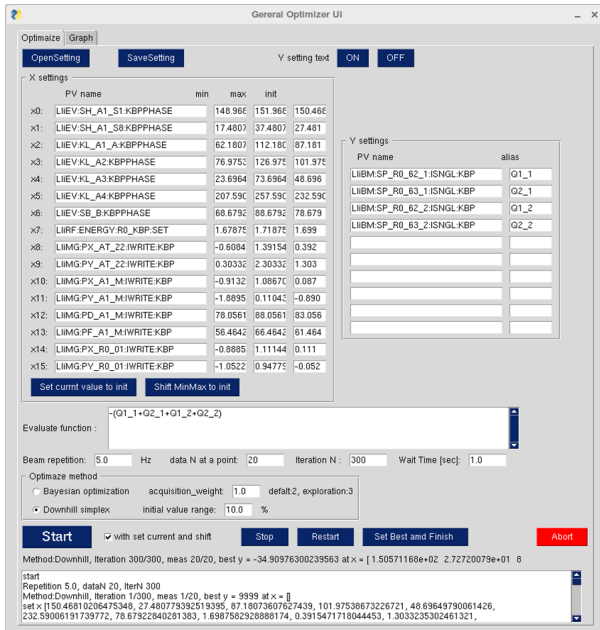 Gereral Optimizer UI
Optimaize Graph
OpenSetting SaveSetting Y setting text ON OFF
X settings
PV name min max init
x0: LIiEV:SH_A1_S1:KBPPHASE 148.968 151.968 150.468
x1: LIiEV:SH_A1_S8:KBPPHASE 17.4807 37.4807 27.481
x2: LIiEV:KL_A1_A:KBPPHASE 62.1807 112.180 87.181
x3: LIiEV:KL_A2:KBPPHASE 76.9753 126.975 101.975
x4: LIiEV:KL_A3:KBPPHASE 23.6964 73.6964 48.696
x5: LIiEV:KL_A4:KBPPHASE 207.590 257.590 232.590
x6: LIiEV:SB_B:KBPPHASE 68.6792 88.6792 78.679
x7: LIiRF:ENERGY:R0_KBP:SET 1.67875 1.71875 1.699
x8: LIiMG:PX_AT_22:IWRITE:KBP -0.6084 1.39154 0.392
x9: LIiMG:PY_AT_22:IWRITE:KBP 0.30332 2.30332 1.303
x10: LIiMG:PX_A1_M:IWRITE:KBP -0.9132 1.08670 0.087
x11: LIiMG:PY_A1_M:IWRITE:KBP -1.8895 0.11043 -0.890
x12: LIiMG:PD_A1_M:IWRITE:KBP 78.0561 88.0561 83.056
x13: LIiMG:PF_A1_M:IWRITE:KBP 56.4642 66.4642 61.464
x14: LIiMG:PX_R0_01:IWRITE:KBP -0.8885 1.11144 0.111
x15: LIiMG:PY_R0_01:IWRITE:KBP -1.0522 0.94779 -0.052
Set currnt value to init Shift MinMax to init
Y settings
PV name alias
LIiBM:SP_R0_62_1:ISNGL:KBP Q1_1
LIiBM:SP_R0_63_1:ISNGL:KBP Q2_1
LIiBM:SP_R0_62_2:ISNGL:KBP Q1_2
LIiBM:SP_R0_63_2:ISNGL:KBP Q2_2
Evaluate function : -(Q1_1+Q2_1+Q1_2+Q2_2)
Beam repetition: 5.0 Hz data N at a point: 20 Iteration N : 300 Wait Time [sec]: 1.0
Optimaze method
Bayesian optimization acquisition_weight: 1.0 defalt:2, exploration:3
Downhill simplex initial value range: 10.0 %
Start with set current and shift Stop Restart Set Best amd Finish Abort
Method:Downhill, Iteration 300/300, meas 20/20, best y = -34.90976300239563 at x = [ 1.50571168e+02 2.72720079e+01 8
start
Repetition 5.0, dataN 20, IterN 300
Method:Downhill, Iteration 1/300, meas 1/20, best y = 9999 at x = []
set x [150.46810206475348, 27.480779392519395, 87.18073607627439, 101.97538673226721, 48.69649790061426,
232.59006191739772, 78.67922840281383, 1.6987562928888174, 0.3915471718044453, 1.3033235302461321,